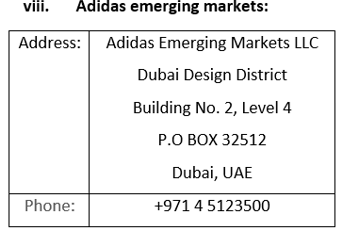 viii. Adidas emerging markets:
Address: Adidas Emerging Markets LLC
Dubai Design District
Building No. 2, Level 4
P.O BOX 32512
Dubai, UAE
Phone: +971 4 5123500